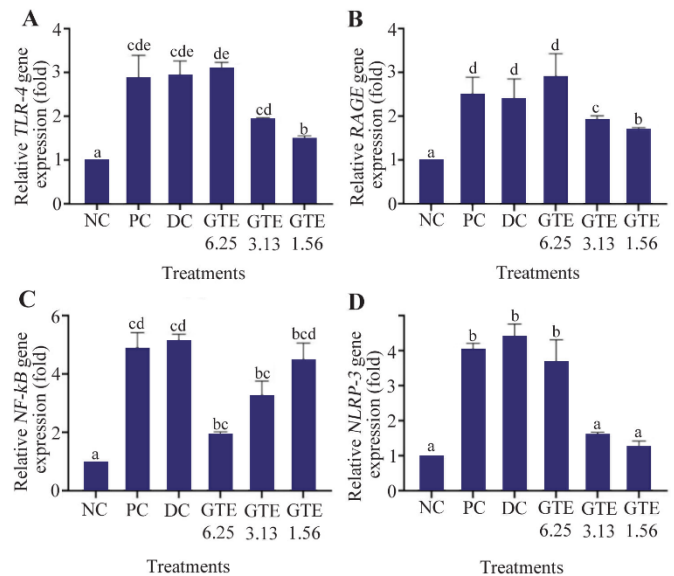 A
Relative TLR-4 gene
expression (fold)
4
3
2
1
0
a
cde
cde
de
cd
b
NC PC DC GTE GTE GTE
6.25 3.13 1.56
Treatments
B
Relative RAGE gene
expression (fold)
4
3
2
1
0
a
d
d
d
c
b
NC PC DC GTE GTE GTE
6.25 3.13 1.56
Treatments
C
Relative NF-kB gene
expression (fold)
6
4
2
0
a
cd
cd
bc
bc
bcd
NC PC DC GTE GTE GTE
6.25 3.13 1.56
Treatments
D
Relative NLRP-3 gene
expression (fold)
4
3
2
1
0
a
b
b
b
a
a
NC PC DC GTE GTE GTE
6.25 3.13 1.56
Treatments